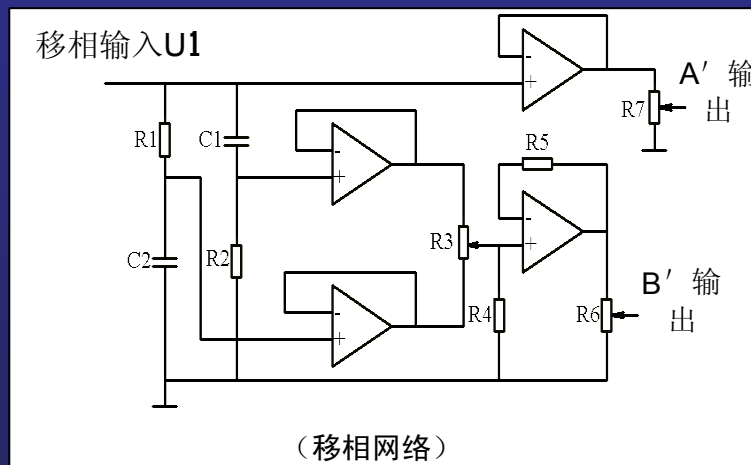 移相输入U1
-
+
A′ 输
出
R7
R1
C1
-
+
R5
-
+
R3
C2
R2
-
+
R4
R6
B′ 输
出
（移相网络）